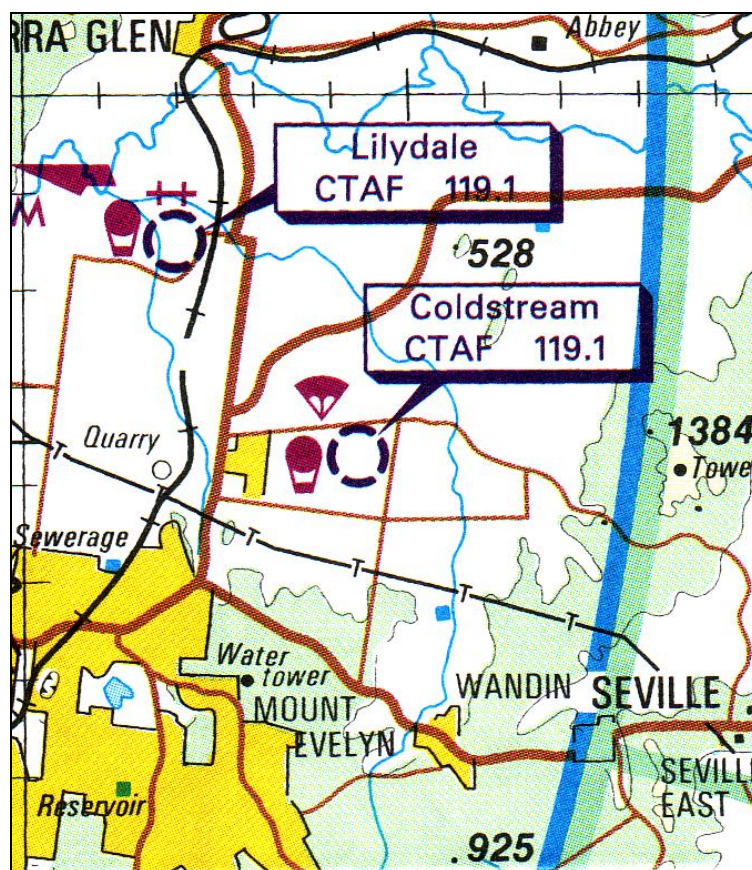 RRA GLEN
Abbey
Lilydale
CTAF 119.1
M
528
Coldstream
CTAF 119.1
1384
Quarry
Towe
T
T
Sewerage
T
T
T
T
Water
tower
WANDIN
SEVILLE
MOUNT
EVELYN
SEVILLE
EAST
Reservoir
.925